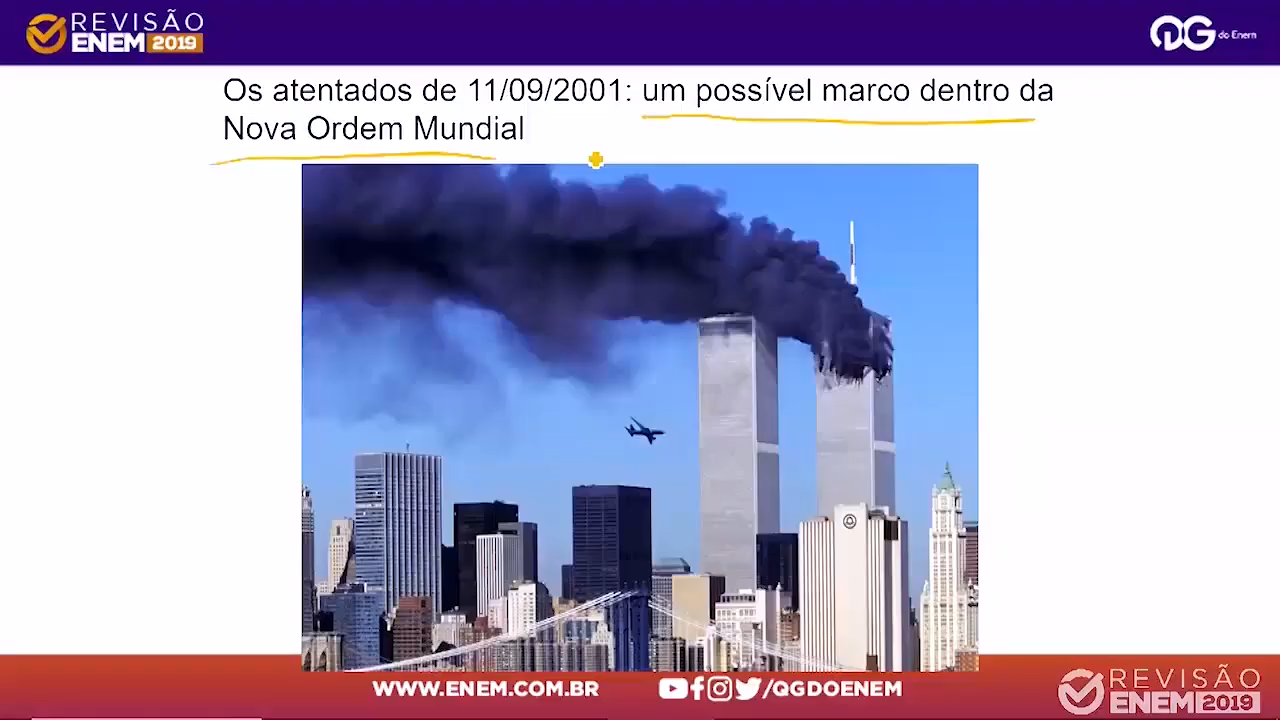 REVISÃO
ENEM 2019
QG do Enem
Os atentados de 11/09/2001: um possível marco dentro da
Nova Ordem Mundial
WWW.ENEM.COM.BR
/QGDOENEM
REVISÃO
ENEM 2019